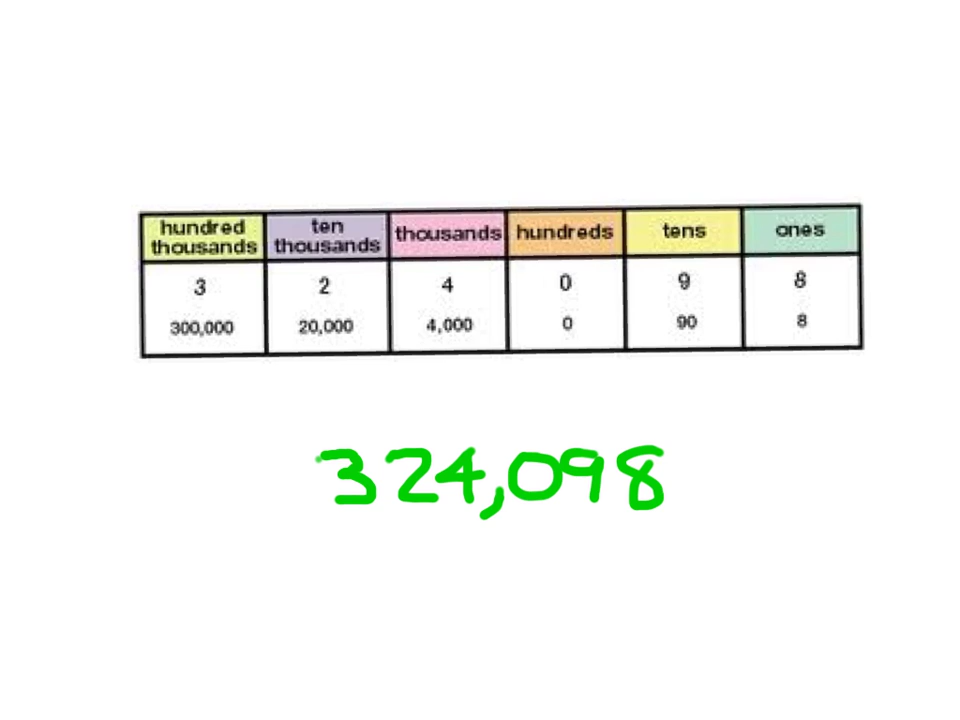 hundred thousands ten thousands thousands hundreds tens ones
3 2 4 0 9 8
300,000 20,000 4,000 0 90 8
324,098